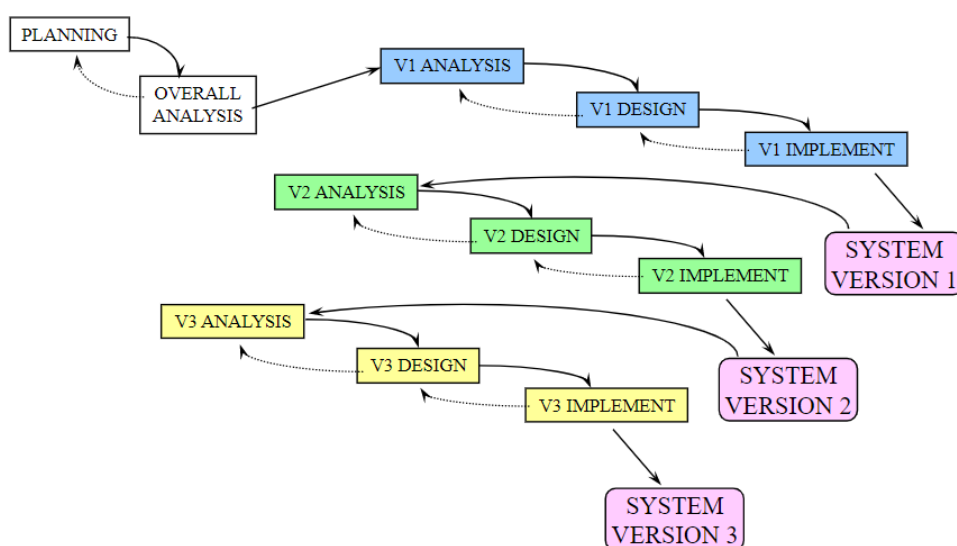 PLANNING
OVERALL
ANALYSIS
V1 ANALYSIS
V1 DESIGN
V1 IMPLEMENT
SYSTEM
VERSION 1
V2 ANALYSIS
V2 DESIGN
V2 IMPLEMENT
SYSTEM
VERSION 2
V3 ANALYSIS
V3 DESIGN
V3 IMPLEMENT
SYSTEM
VERSION 3